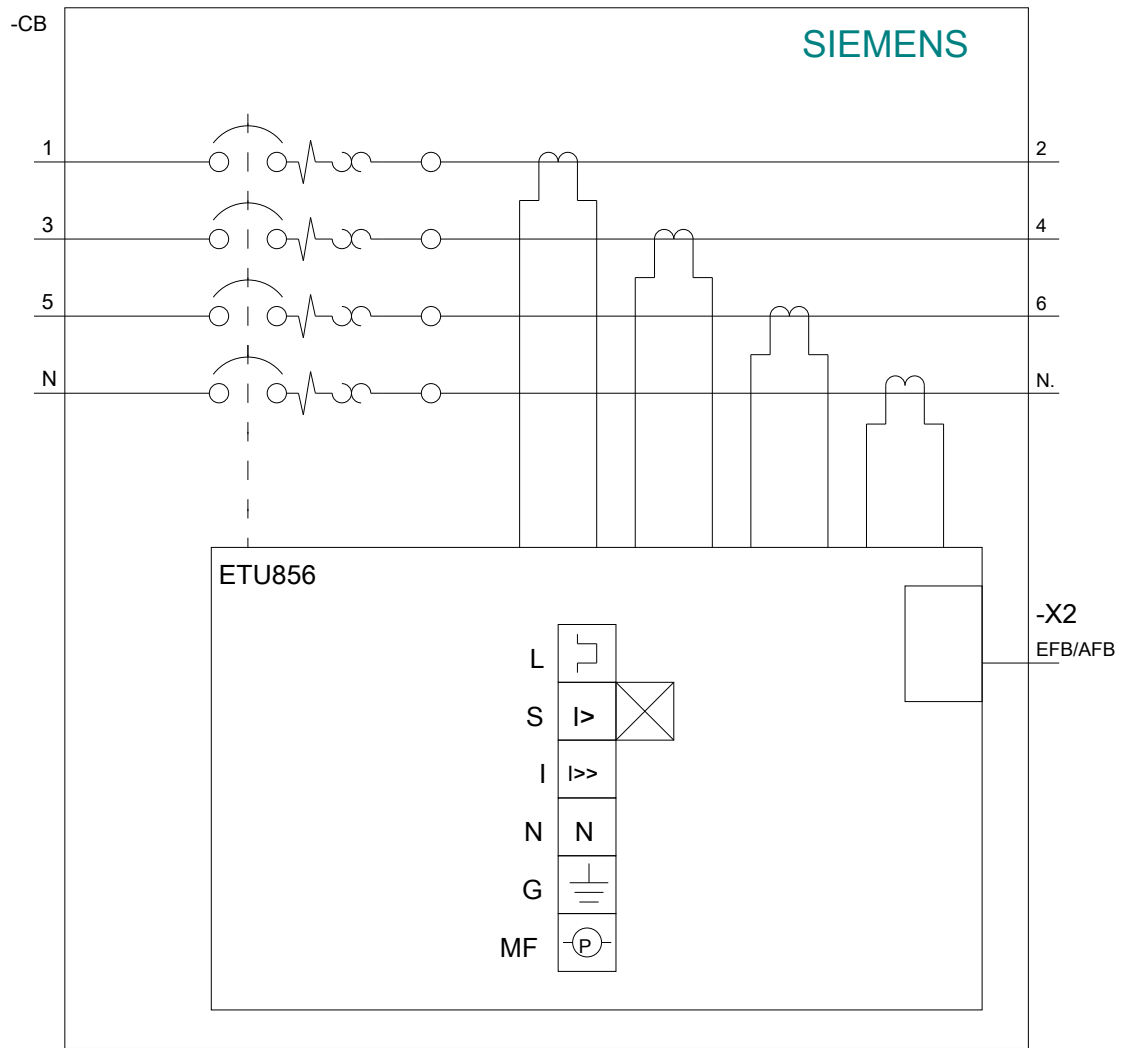 -CB
SIEMENS
1
2
3
4
5
6
N
N.
ETU856
-X2
EFB/AFB
L
S I>
I I>>
N N
G
MF P